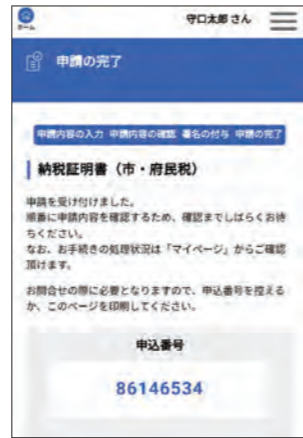 ホーム
守口太郎 さん
申請の完了
申請内容の入力 申請内容の確認 署名の付与 申請の完了
納税証明書（市・府民税）
申請を受け付けました。
順番に申請内容を確認するため、確認までしばらくお待
ちください。
なお、お手続きの処理状況は「マイページ」からご確認
頂けます。
お問合せの際に必要となりますので、申込番号を控える
か、このページを印刷してください。
申込番号
86146534